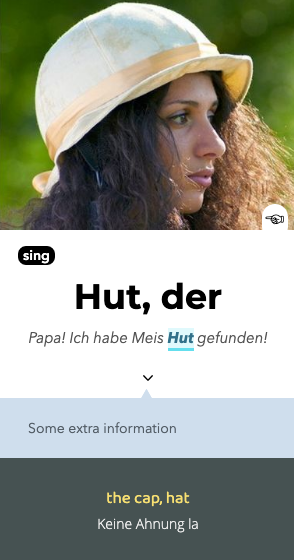 sing
Hut, der
Papa! Ich habe Meis Hut gefunden!
Some extra information
the cap, hat
Keine Ahnung la